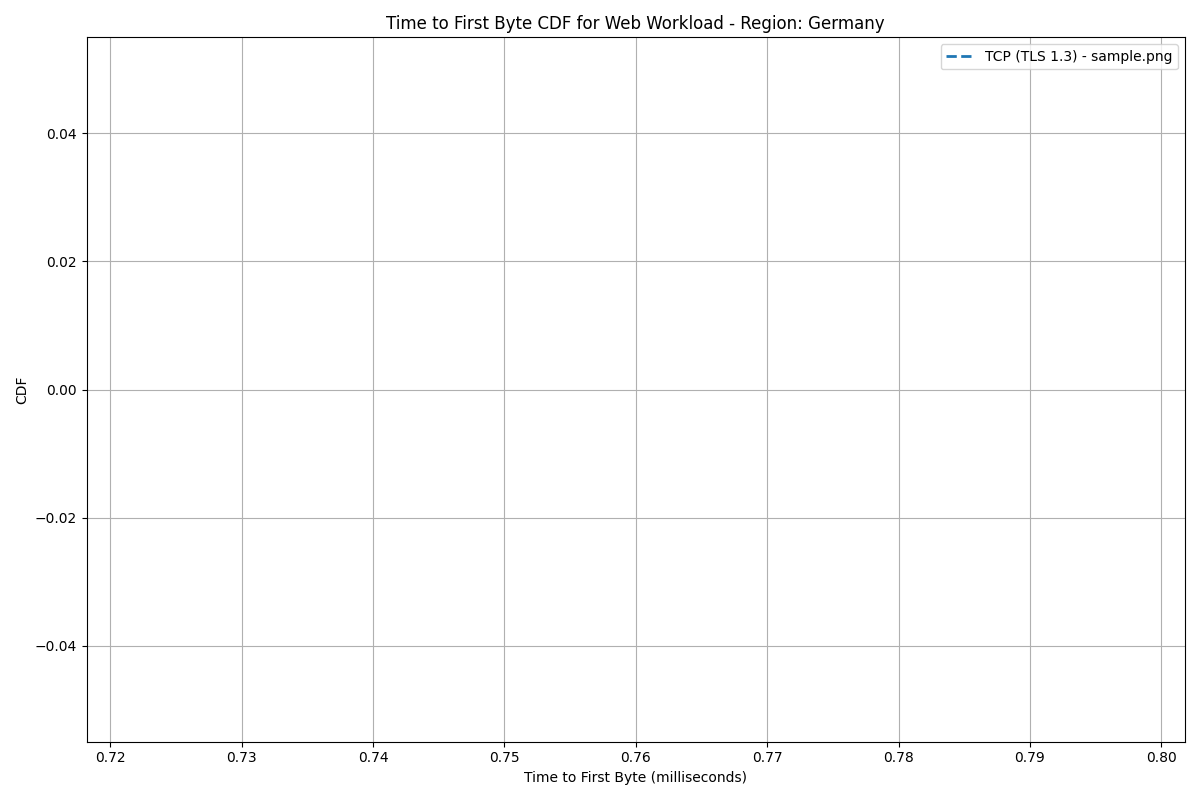 Time to First Byte CDF for Web Workload - Region: Germany
TCP (TLS 1.3) - sample.png
0.04
0.02
0.00
−0.02
−0.04
CDF
0.72 0.73 0.74 0.75 0.76 0.77 0.78 0.79 0.80
Time to First Byte (milliseconds)